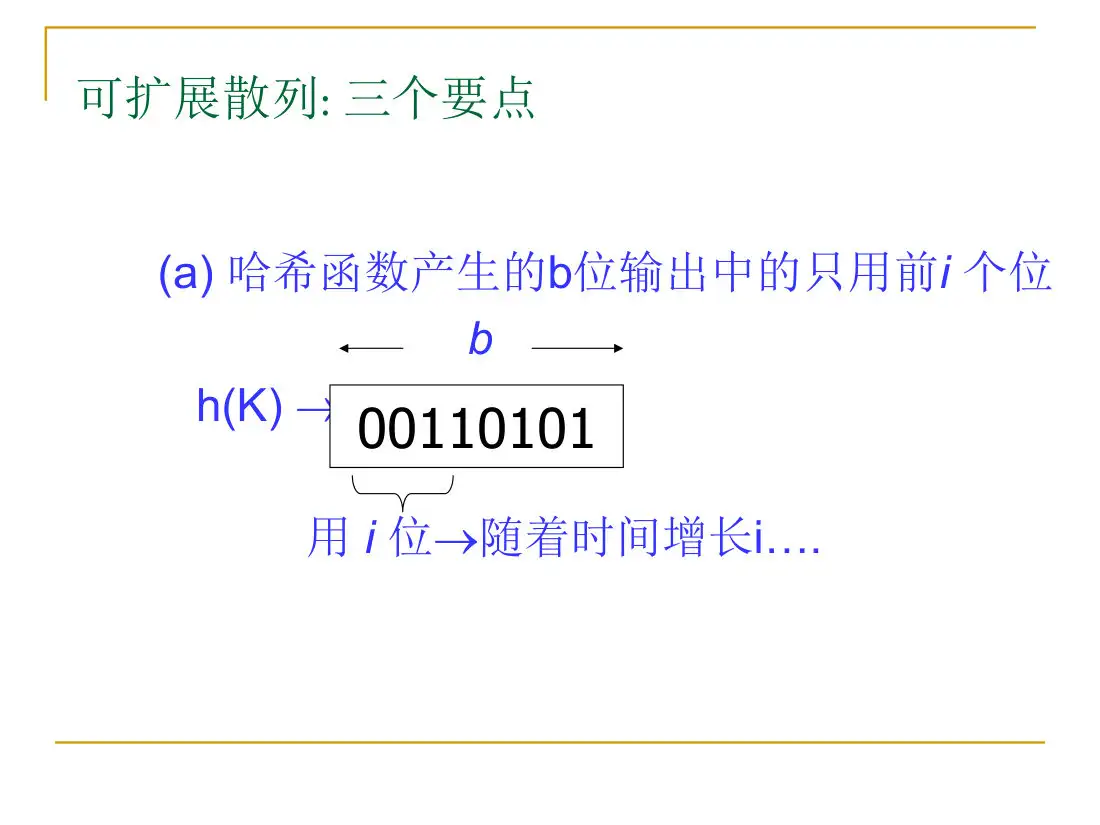 可扩展散列: 三个要点
(a) 哈希函数产生的b位输出中的只用前i 个位
b
h(K) → 00110101
用 i 位→随着时间增长i….